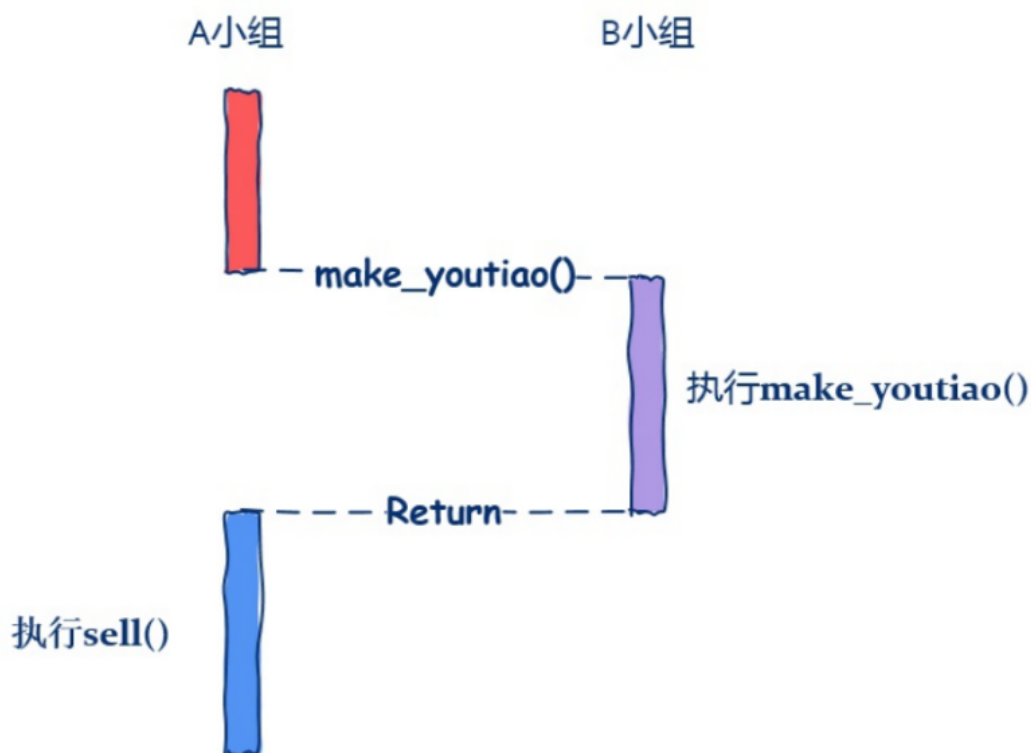 A小组
B小组
make_youtiao()
执行make_youtiao()
Return
执行sell()